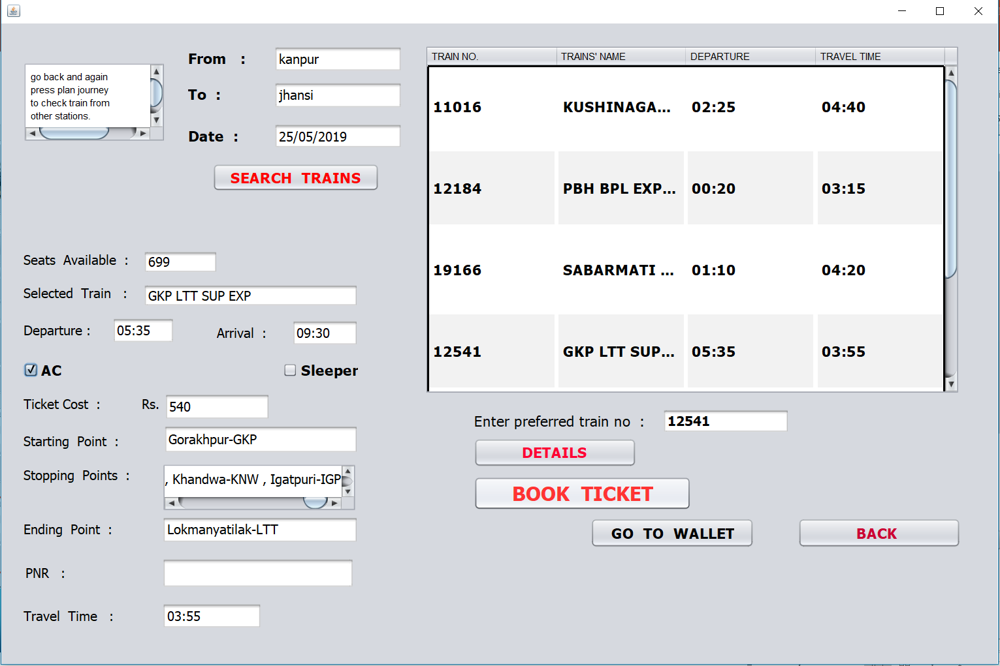 go back and again
press plan journey
to check train from
other stations.
From :
kanpur
To :
jhansi
Date :
25/05/2019
SEARCH TRAINS
Seats Available :
699
Selected Train :
GKP LTT SUP EXP
Departure :
05:35
Arrival :
09:30
AC
Sleeper
Ticket Cost :
Rs.
540
Starting Point :
Gorakhpur-GKP
Stopping Points :
, Khandwa-KNW , Igatpuri-IGP
Ending Point :
Lokmanyatilak-LTT
PNR :
Travel Time :
03:55
TRAIN NO. TRAINS' NAME DEPARTURE TRAVEL TIME
11016 KUSHINAGA... 02:25 04:40
12184 PBH BPL EXP... 00:20 03:15
19166 SABARMATI ... 01:10 04:20
12541 GKP LTT SUP... 05:35 03:55
Enter preferred train no :
12541
DETAILS
BOOK TICKET
GO TO WALLET
BACK